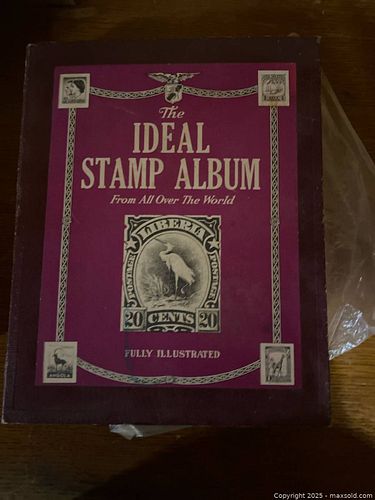 The
IDEAL
STAMP ALBUM
From All Over The World
LIBERIA
POSTAGE
POSTAGE
20 CENTS 20
FULLY ILLUSTRATED
ANGOLA
Copyright © 2025 - maxsold.com